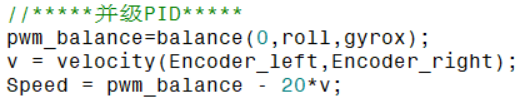 //*****并级PID*****
pwm_balance=balance(0,roll,gyrox);
v = velocity(Encoder_left,Encoder_right);
Speed = pwm_balance - 20*v;